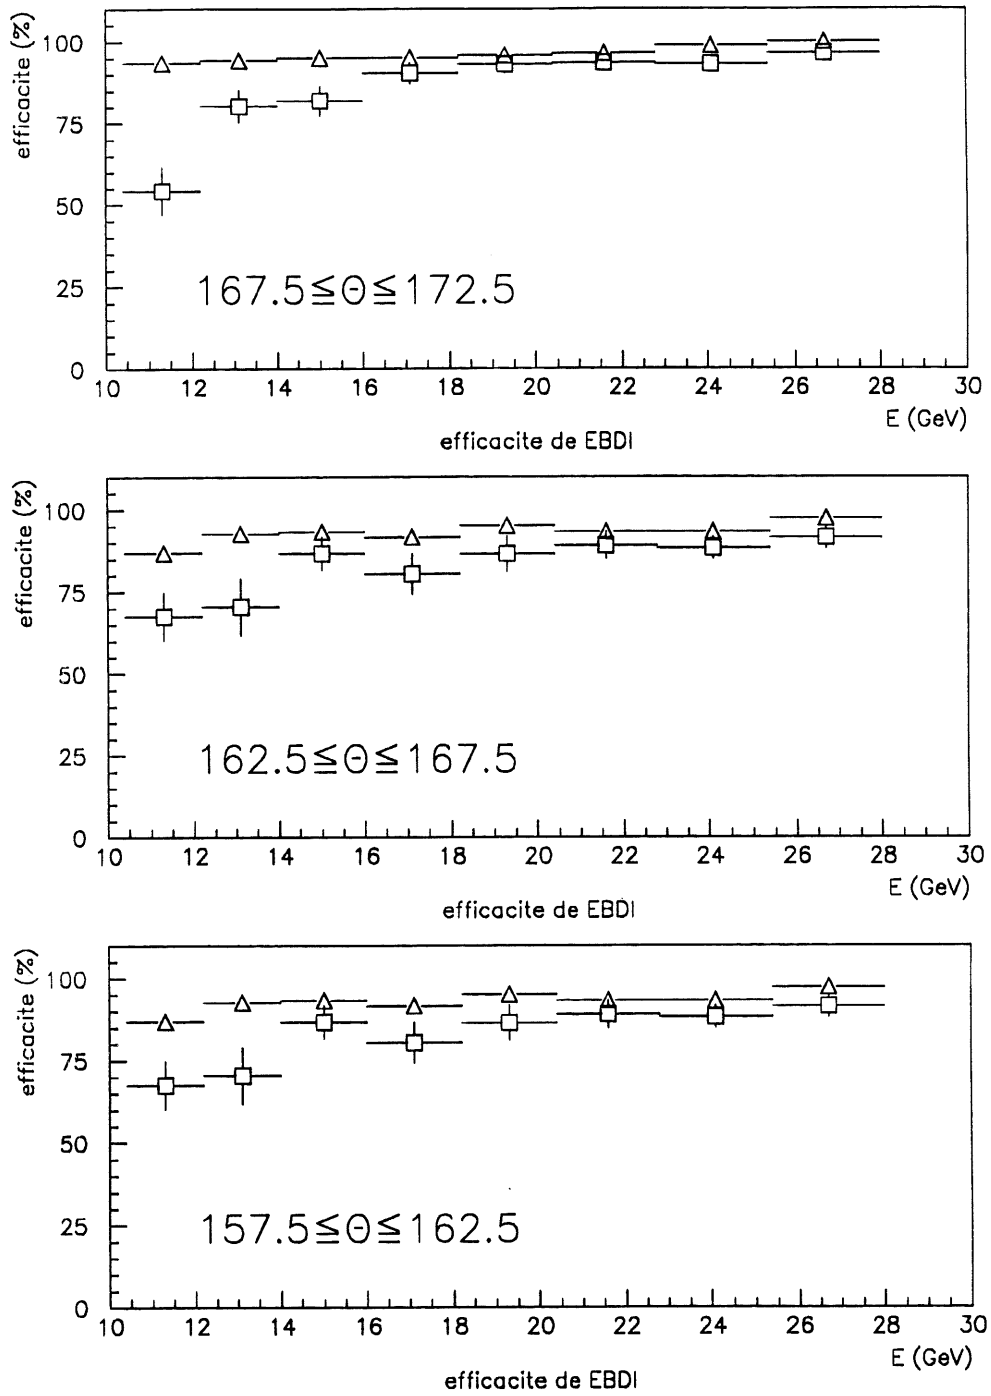 efficacite (%)
100
75
50
25
0
167.5≦Θ≦172.5
10 12 14 16 18 20 22 24 26 28 30
E (GeV)
efficacite de EBDI
efficacite (%)
100
75
50
25
0
162.5≦Θ≦167.5
10 12 14 16 18 20 22 24 26 28 30
E (GeV)
efficacite de EBDI
efficacite (%)
100
75
50
25
0
157.5≦Θ≦162.5
10 12 14 16 18 20 22 24 26 28 30
E (GeV)
efficacite de EBDI